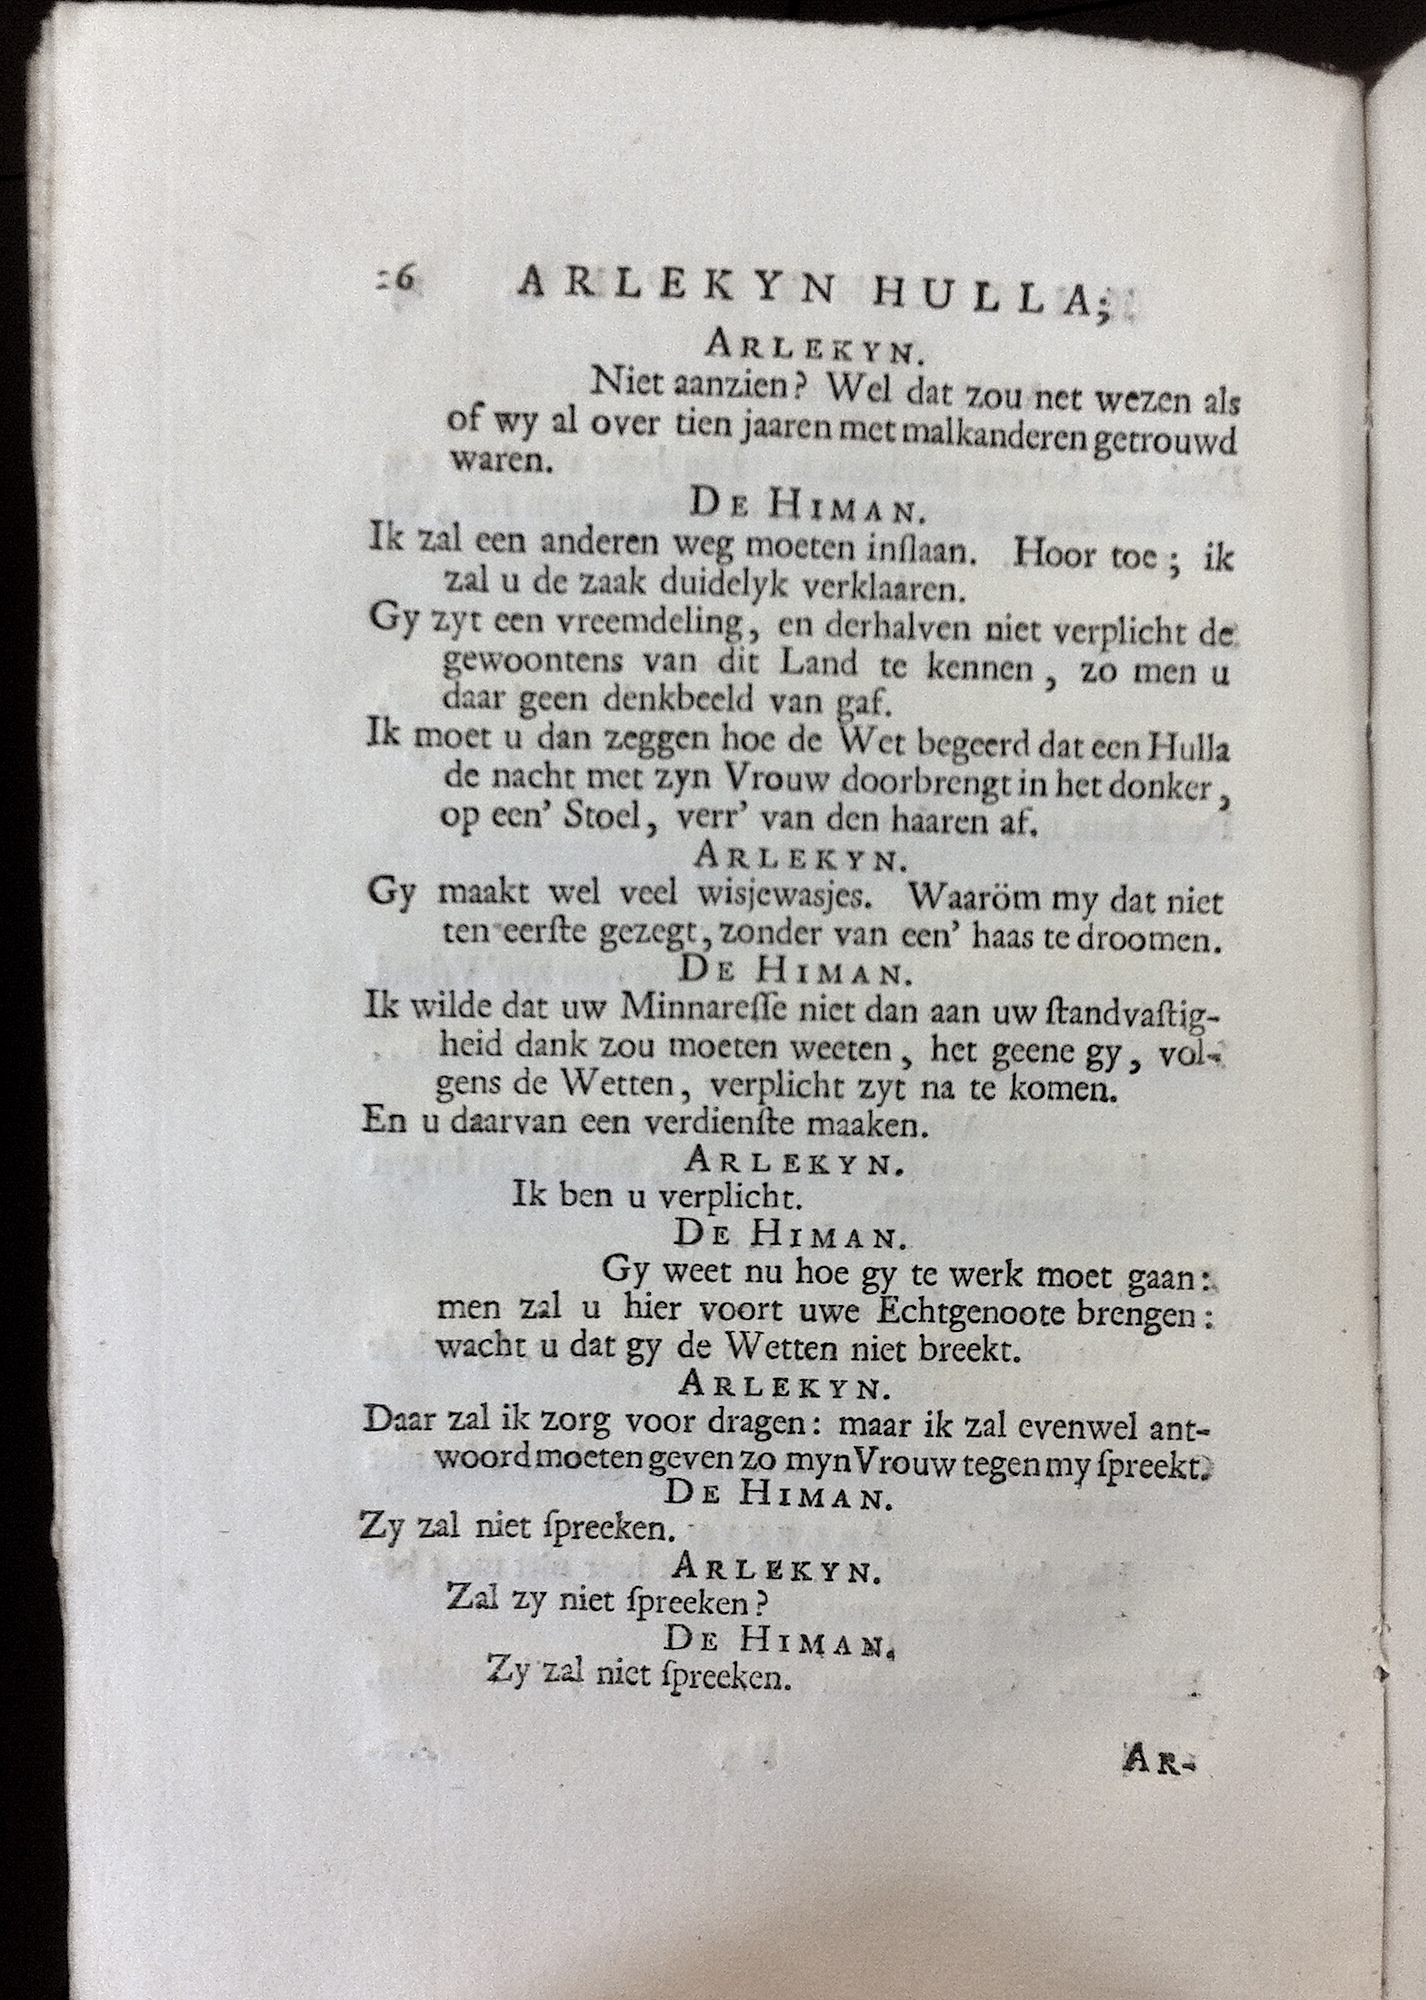 26 ARLEKYN HULLA;
ARLEKYN.
Niet aanzien? Wel dat zou net wezen als
of wy al over tien jaaren met malkanderen getrouwd
waren.
DE HIMAN.
Ik zal een anderen weg moeten inſlaan. Hoor toe; ik
zal u de zaak duidelyk verklaaren.
Gy zyt een vreemdeling, en derhalven niet verplicht de
gewoontens van dit Land te kennen, zo men u
daar geen denkbeeld van gaf.
Ik moet u dan zeggen hoe de Wet begeerd dat een Hulla
de nacht met zyn Vrouw doorbrengt in het donker,
op een' Stoel, verr' van den haaren af.
ARLEKYN.
Gy maakt wel veel wisjewasjes. Waaröm my dat niet
ten eerſte gezegt, zonder van een' haas te droomen.
DE HIMAN.
Ik wilde dat uw Minnareſſe niet dan aan uw ſtandvaſtig-
heid dank zou moeten weeten, het geene gy, vol-
gens de Wetten, verplicht zyt na te komen.
En u daarvan een verdienſte maaken.
ARLEKYN.
Ik ben u verplicht.
DE HIMAN.
Gy weet nu hoe gy te werk moet gaan:
men zal u hier voort uwe Echtgenoote brengen:
wacht u dat gy de Wetten niet breekt.
ARLEKYN.
Daar zal ik zorg voor dragen: maar ik zal evenwel ant-
woord moeten geven zo myn Vrouw tegen my ſpreekt.
DE HIMAN.
Zy zal niet ſpreeken.
ARLEKYN.
Zal zy niet ſpreeken?
DE HIMAN.
Zy zal niet ſpreeken.
AR-